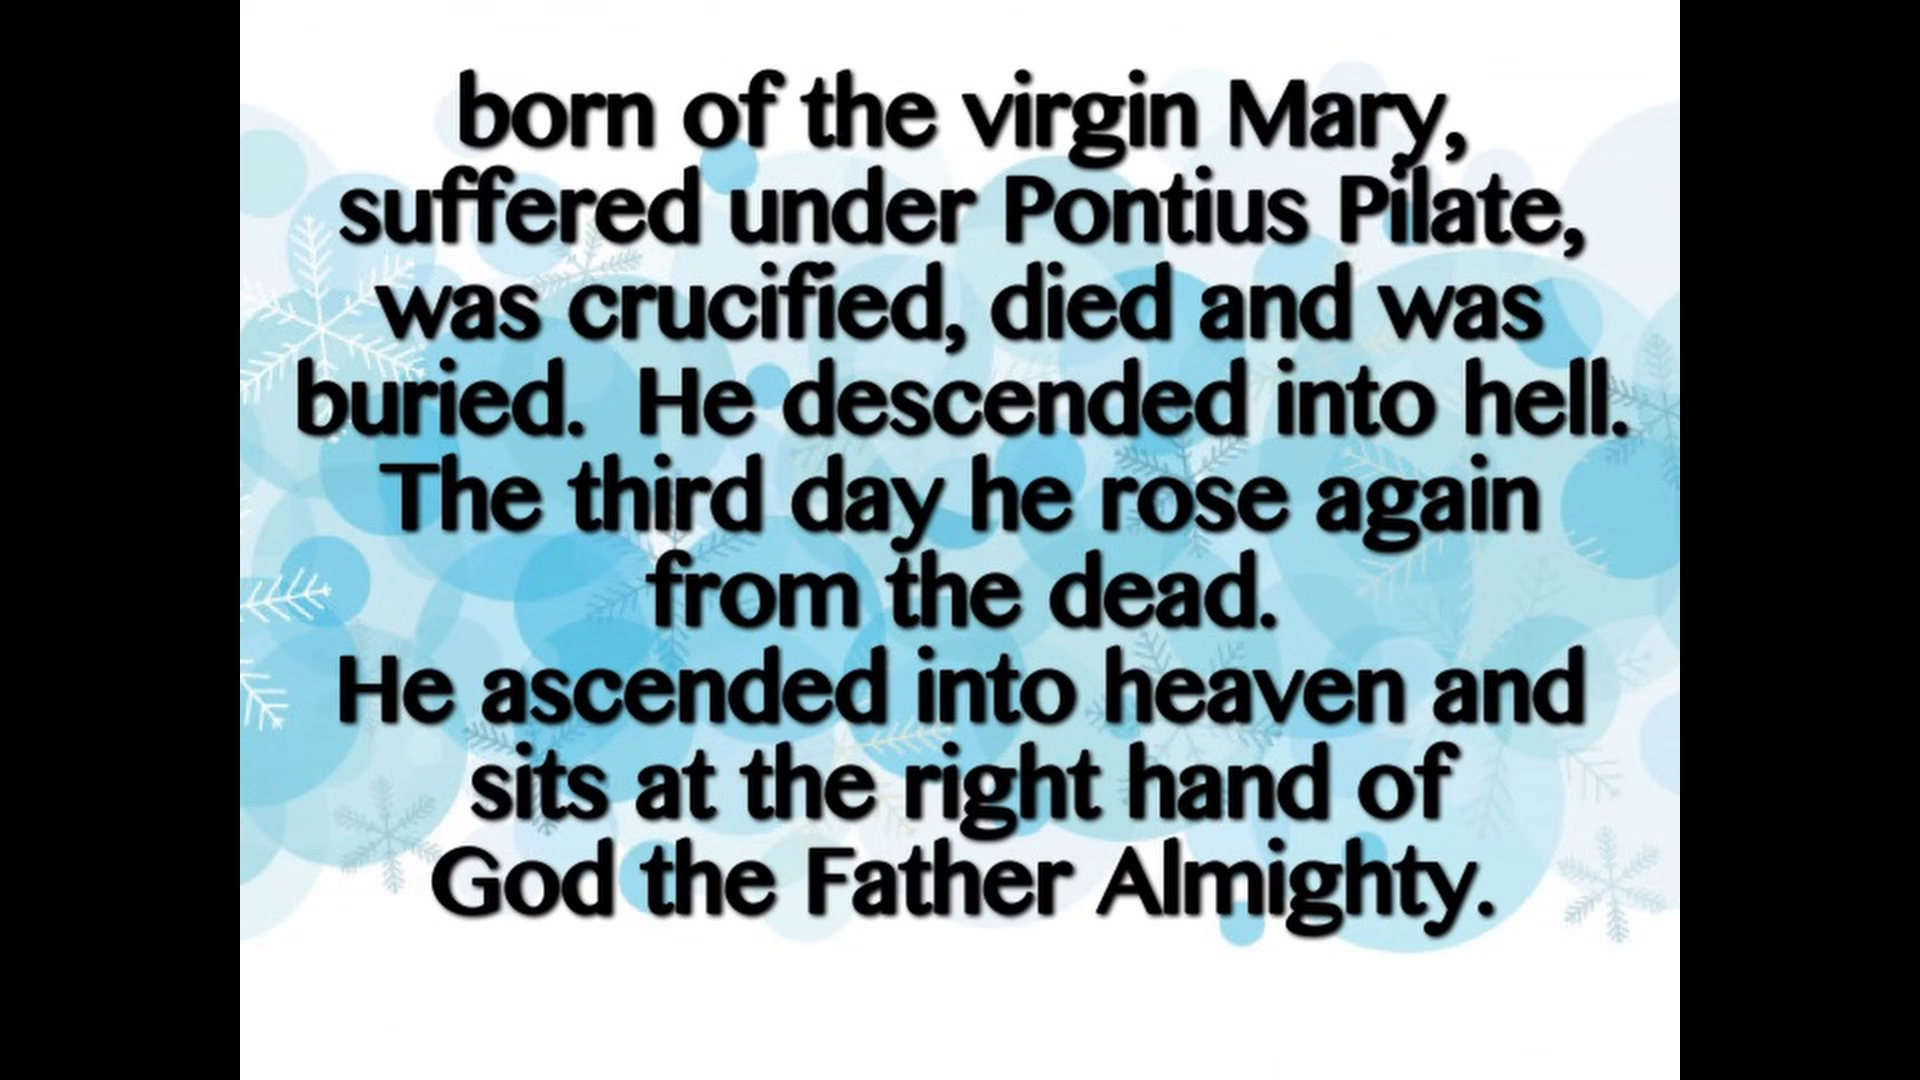 born of the virgin Mary,
suffered under Pontius Pilate,
was crucified, died and was
buried.  He descended into hell.
The third day he rose again
from the dead.
He ascended into heaven and
sits at the right hand of
God the Father Almighty.